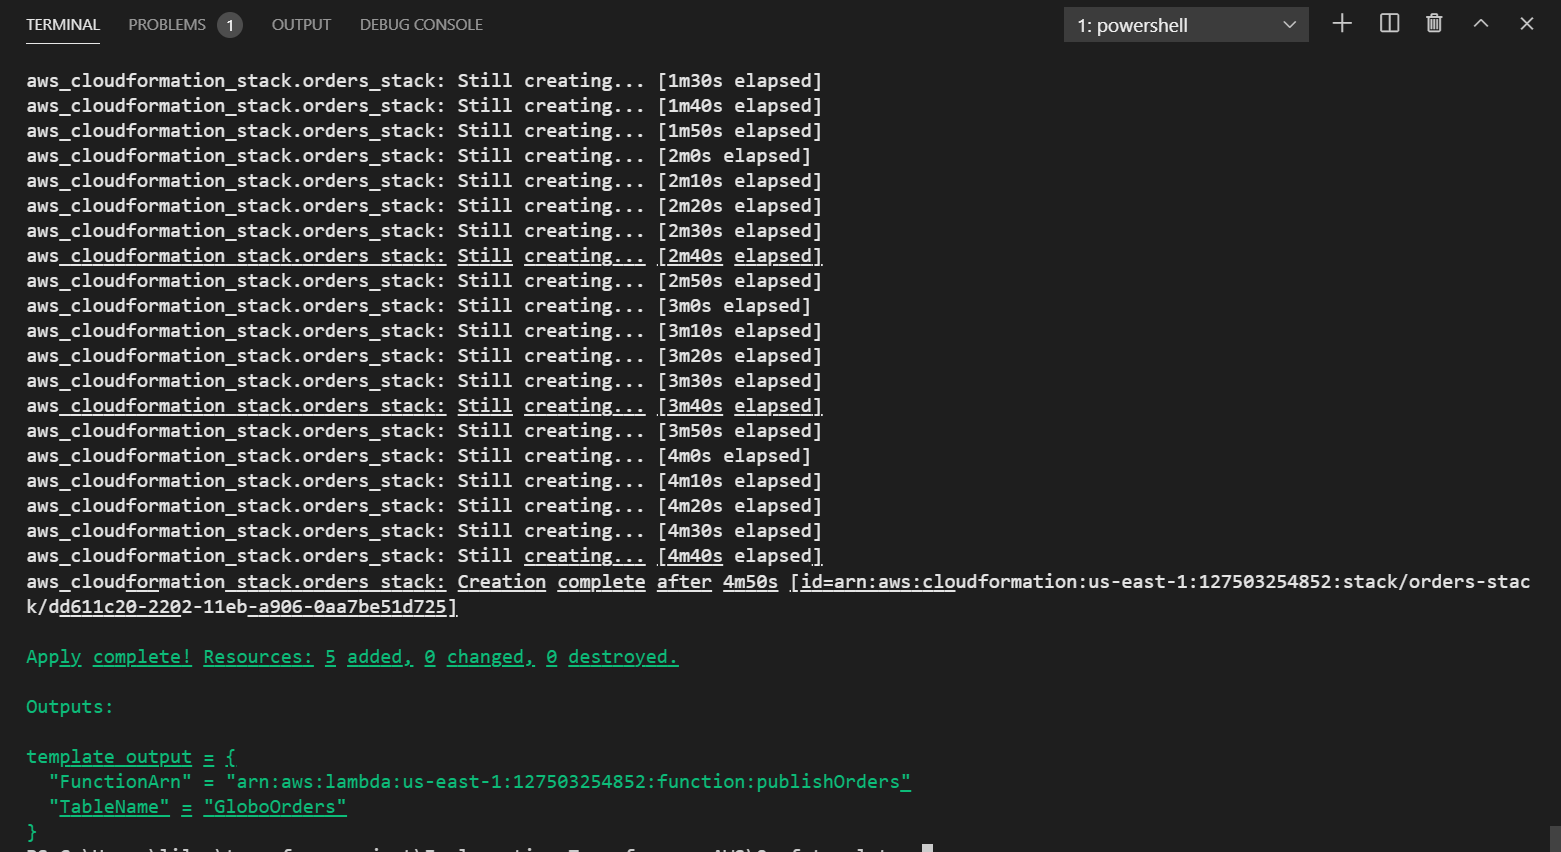 TERMINAL PROBLEMS 1 OUTPUT DEBUG CONSOLE 1: powershell
aws_cloudformation_stack.orders_stack: Still creating... [1m30s elapsed]
aws_cloudformation_stack.orders_stack: Still creating... [1m40s elapsed]
aws_cloudformation_stack.orders_stack: Still creating... [1m50s elapsed]
aws_cloudformation_stack.orders_stack: Still creating... [2m0s elapsed]
aws_cloudformation_stack.orders_stack: Still creating... [2m10s elapsed]
aws_cloudformation_stack.orders_stack: Still creating... [2m20s elapsed]
aws_cloudformation_stack.orders_stack: Still creating... [2m30s elapsed]
aws_cloudformation_stack.orders_stack: Still creating... [2m40s elapsed]
aws_cloudformation_stack.orders_stack: Still creating... [2m50s elapsed]
aws_cloudformation_stack.orders_stack: Still creating... [3m0s elapsed]
aws_cloudformation_stack.orders_stack: Still creating... [3m10s elapsed]
aws_cloudformation_stack.orders_stack: Still creating... [3m20s elapsed]
aws_cloudformation_stack.orders_stack: Still creating... [3m30s elapsed]
aws_cloudformation_stack.orders_stack: Still creating... [3m40s elapsed]
aws_cloudformation_stack.orders_stack: Still creating... [3m50s elapsed]
aws_cloudformation_stack.orders_stack: Still creating... [4m0s elapsed]
aws_cloudformation_stack.orders_stack: Still creating... [4m10s elapsed]
aws_cloudformation_stack.orders_stack: Still creating... [4m20s elapsed]
aws_cloudformation_stack.orders_stack: Still creating... [4m30s elapsed]
aws_cloudformation_stack.orders_stack: Still creating... [4m40s elapsed]
aws_cloudformation_stack.orders_stack: Creation complete after 4m50s [id=arn:aws:cloudformation:us-east-1:127503254852:stack/orders-stac
k/dd611c20-2202-11eb-a906-0aa7be51d725]
Apply complete! Resources: 5 added, 0 changed, 0 destroyed.
Outputs:
template_output = {
"FunctionArn" = "arn:aws:lambda:us-east-1:127503254852:function:publishOrders"
"TableName" = "GloboOrders"
}